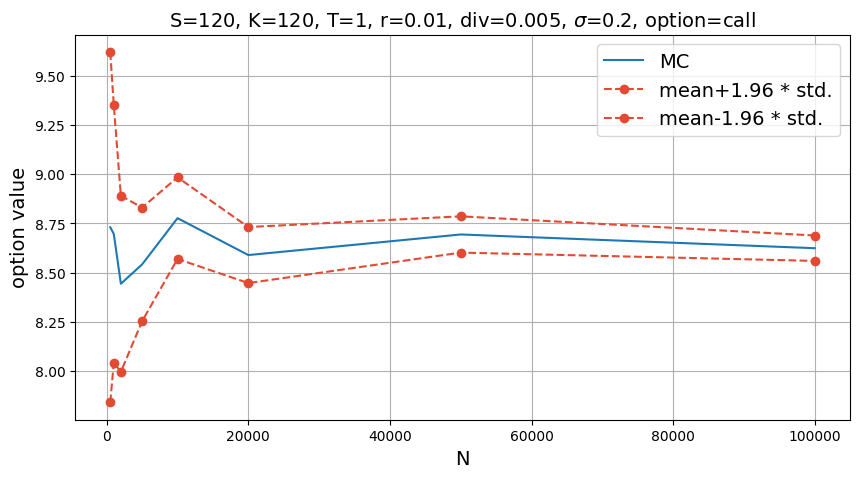 S=120, K=120, T=1, r=0.01, div=0.005, σ=0.2, option=call
MC
mean+1.96 * std.
mean-1.96 * std.
option value
9.50
9.25
9.00
8.75
8.50
8.25
8.00
0 20000 40000 60000 80000 100000
N